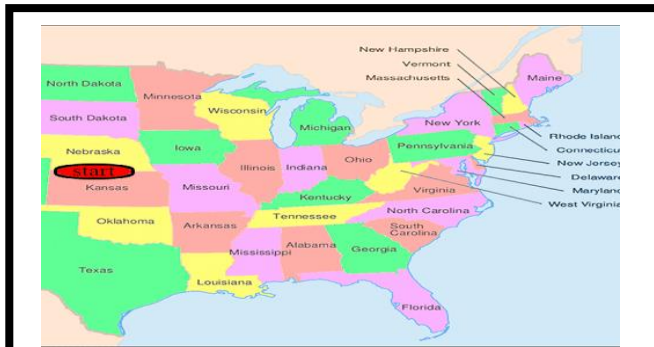 New Hampshire
Vermont
Massachusetts
Maine
North Dakota
Minnesota
Wisconsin
South Dakota
Michigan
New York
Rhode Islan
Connecticu
Nebraska
Iowa
Pennsylvania
New Jersey
start
Illinois
Indiana
Ohio
Delaware
Kansas
Missouri
Virginia
Maryland
Kentucky
West Virginia
North Carolina
Oklahoma
Tennessee
Arkansas
South
Carolina
Mississippi
Alabama
Georgia
Texas
Louisiana
Florida